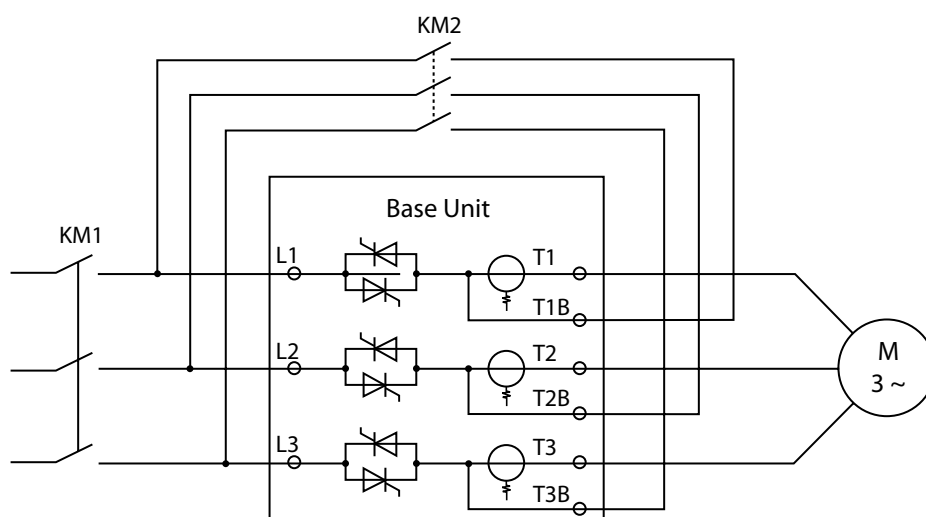 KM2
Base Unit
KM1
L1
T1
T1B
L2
T2
T2B
M
3 ~
L3
T3
T3B